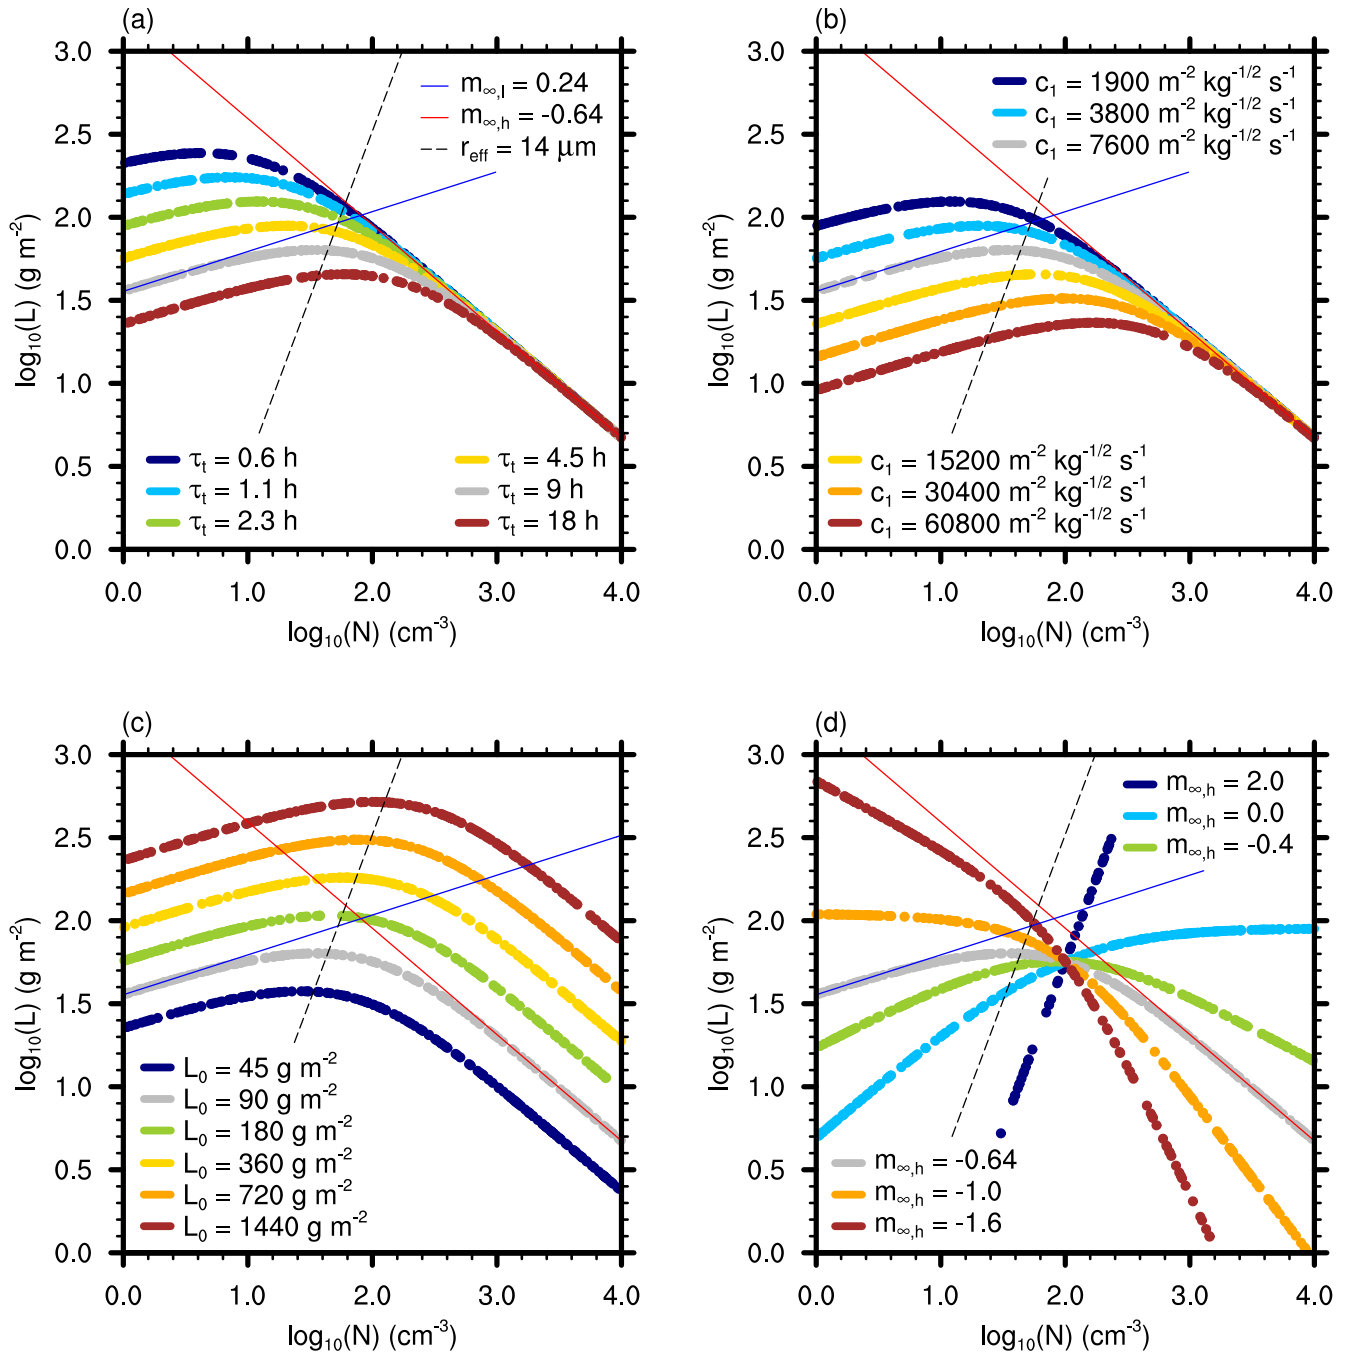 (a)
3.0
2.5
2.0
1.5
1.0
0.5
0.0
log₁₀(L) (g m⁻²)
m∞,l = 0.24
m∞,h = -0.64
r_eff = 14 μm
τₜ = 0.6 h
τₜ = 1.1 h
τₜ = 2.3 h
τₜ = 4.5 h
τₜ = 9 h
τₜ = 18 h
0.0 1.0 2.0 3.0 4.0
log₁₀(N) (cm⁻³)
(b)
3.0
2.5
2.0
1.5
1.0
0.5
0.0
log₁₀(L) (g m⁻²)
c₁ = 1900 m⁻² kg⁻¹/² s⁻¹
c₁ = 3800 m⁻² kg⁻¹/² s⁻¹
c₁ = 7600 m⁻² kg⁻¹/² s⁻¹
c₁ = 15200 m⁻² kg⁻¹/² s⁻¹
c₁ = 30400 m⁻² kg⁻¹/² s⁻¹
c₁ = 60800 m⁻² kg⁻¹/² s⁻¹
0.0 1.0 2.0 3.0 4.0
log₁₀(N) (cm⁻³)
(c)
3.0
2.5
2.0
1.5
1.0
0.5
0.0
log₁₀(L) (g m⁻²)
L₀ = 45 g m⁻²
L₀ = 90 g m⁻²
L₀ = 180 g m⁻²
L₀ = 360 g m⁻²
L₀ = 720 g m⁻²
L₀ = 1440 g m⁻²
0.0 1.0 2.0 3.0 4.0
log₁₀(N) (cm⁻³)
(d)
3.0
2.5
2.0
1.5
1.0
0.5
0.0
log₁₀(L) (g m⁻²)
m∞,h = 2.0
m∞,h = 0.0
m∞,h = -0.4
m∞,h = -0.64
m∞,h = -1.0
m∞,h = -1.6
0.0 1.0 2.0 3.0 4.0
log₁₀(N) (cm⁻³)